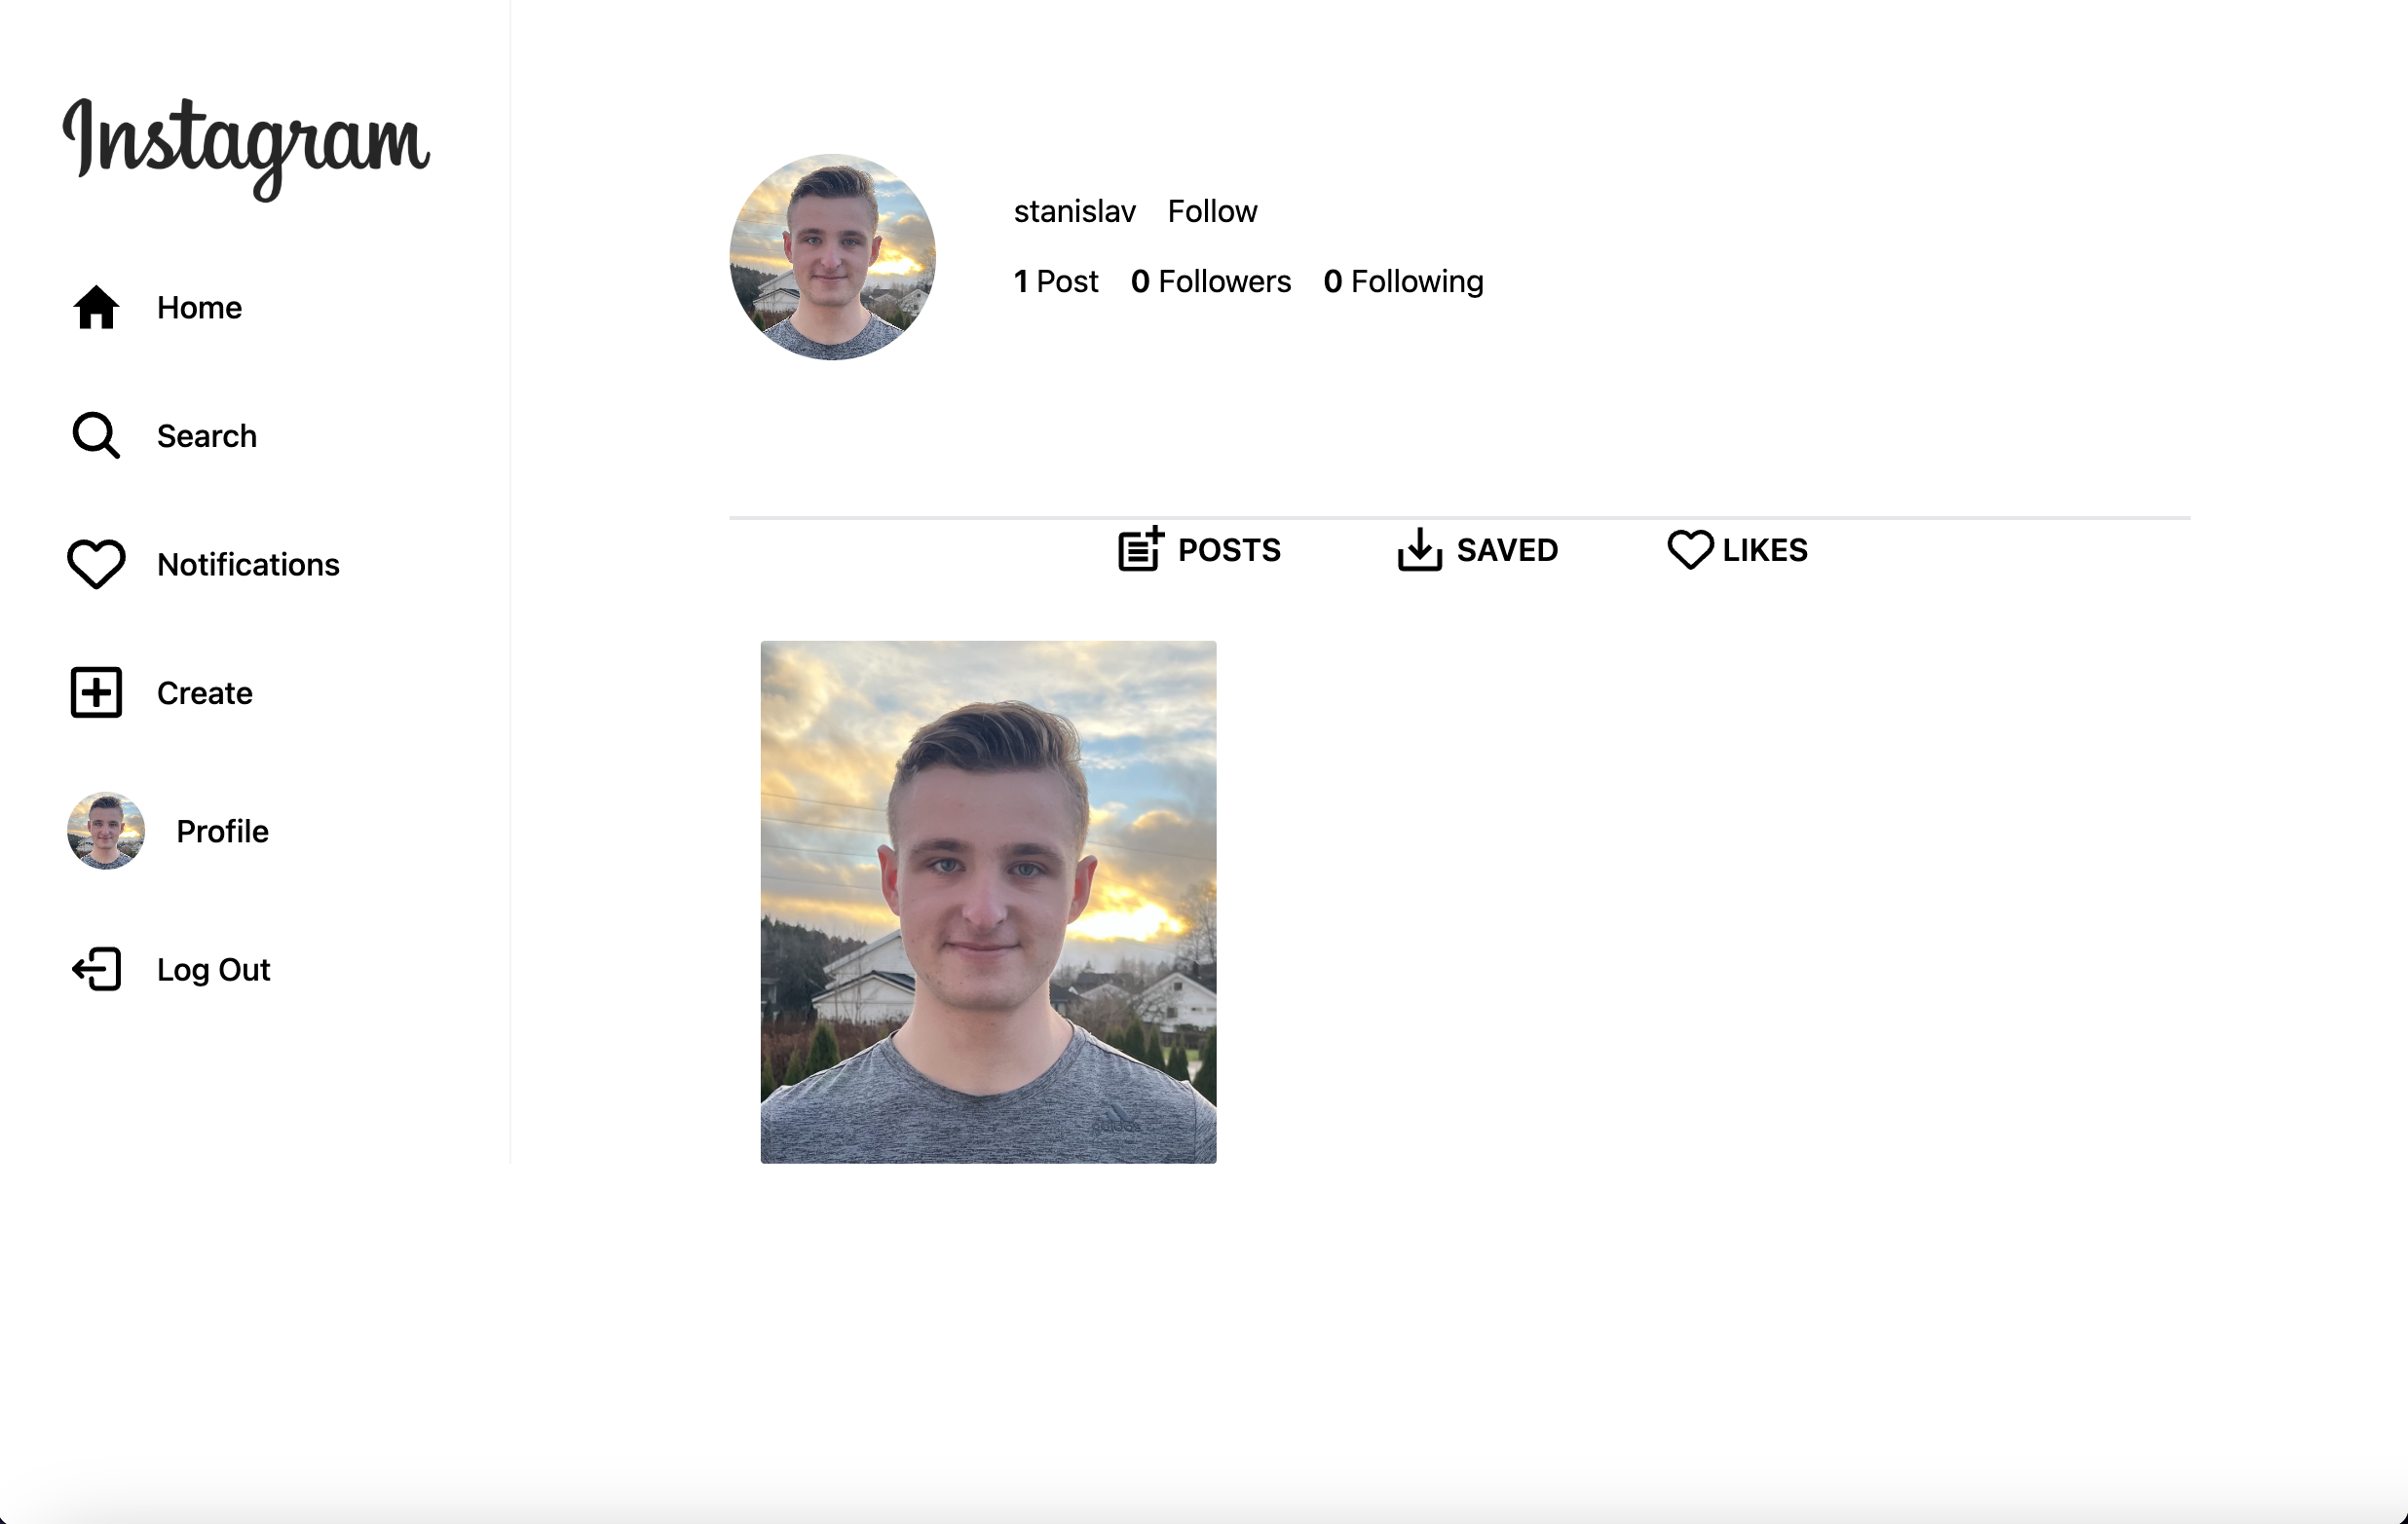 Instagram
Home
Search
Notifications
Create
Profile
Log Out
stanislav Follow
1 Post 0 Followers 0 Following
POSTS SAVED LIKES
adidas